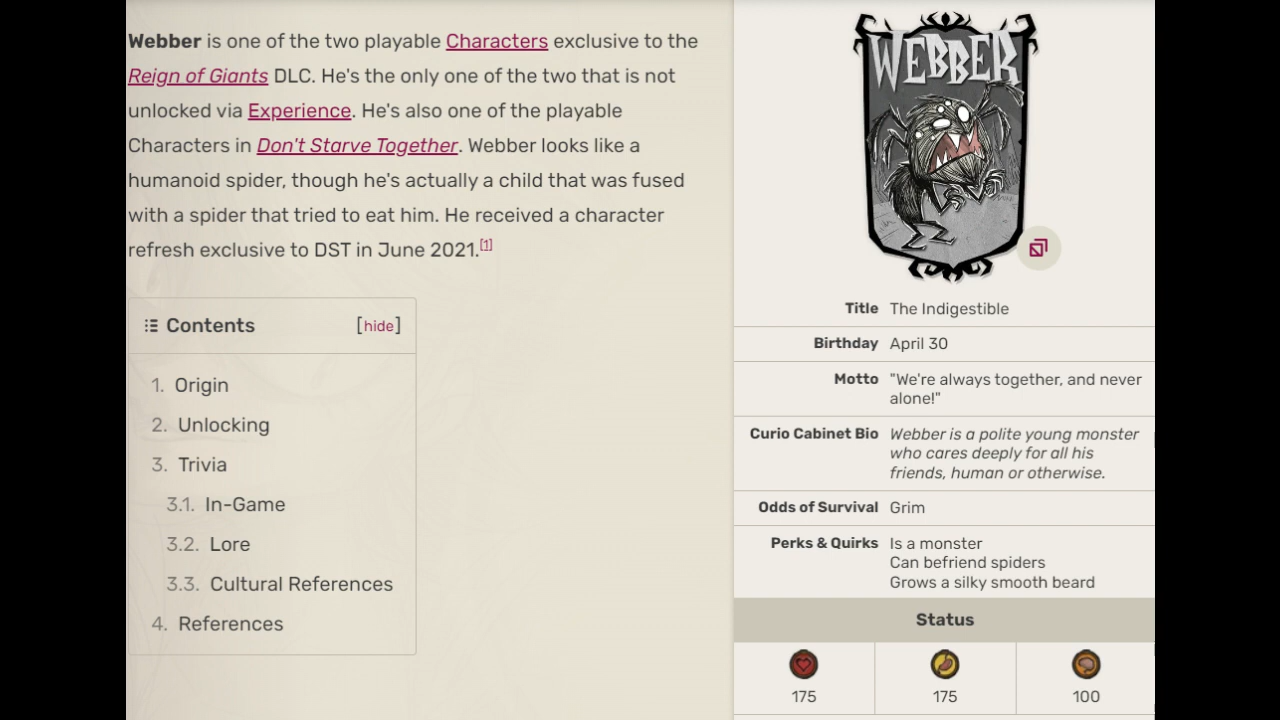 Webber is one of the two playable Characters exclusive to the
Reign of Giants DLC. He's the only one of the two that is not
unlocked via Experience. He's also one of the playable
Characters in Don't Starve Together. Webber looks like a
humanoid spider, though he's actually a child that was fused
with a spider that tried to eat him. He received a character
refresh exclusive to DST in June 2021.[1]
Contents [hide]
1. Origin
2. Unlocking
3. Trivia
3.1. In-Game
3.2. Lore
3.3. Cultural References
4. References
WEBBER
Title The Indigestible
Birthday April 30
Motto "We're always together, and never
alone!"
Curio Cabinet Bio Webber is a polite young monster
who cares deeply for all his
friends, human or otherwise.
Odds of Survival Grim
Perks & Quirks Is a monster
Can befriend spiders
Grows a silky smooth beard
Status
175 175 100